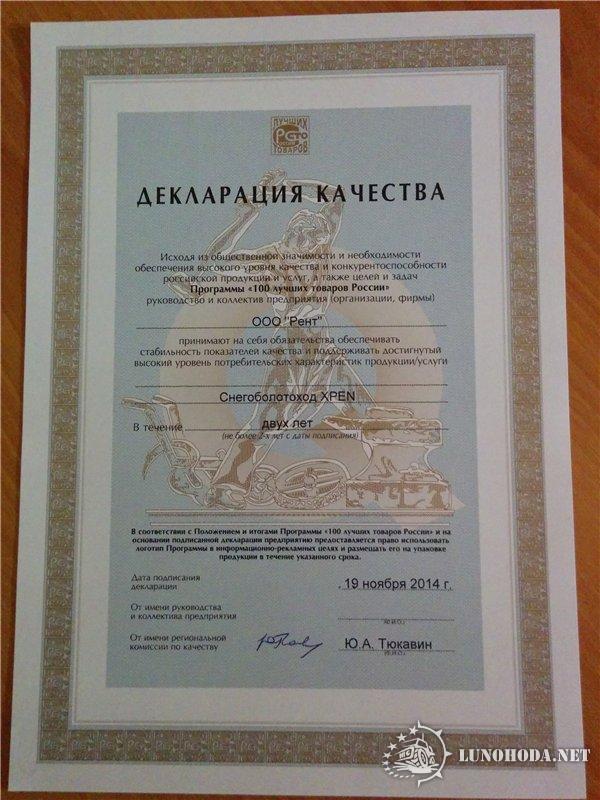 ЛУЧШИХ
ТОВАРОВ
ДЕКЛАРАЦИЯ КАЧЕСТВА
Исходя из общественной значимости и необходимости
обеспечения высокого уровня качества и конкурентоспособности
российской продукции и услуг, а также целей и задач
Программы «100 лучших товаров России»
руководство и коллектив предприятия (организации, фирмы)
ООО "Рент"
принимают на себя обязательства обеспечивать
стабильность показателей качества и поддерживать достигнутый
высокий уровень потребительских характеристик продукции/услуги
Снегоболотоход XPEN
В течение двух лет
(не более 2-х лет с даты подписания)
В соответствии с Положением и итогами Программы «100 лучших товаров России» и на
основании подписанной декларации предприятию предоставляется право использовать
логотип Программы в информационно-рекламных целях и размещать его на упаковке
продукции в течение указанного срока.
Дата подписания
декларации
19 ноября 2014 г.
От имени руководства
и коллектива предприятия
(Ф.И.О.)
От имени региональной
комиссии по качеству
Ю.А. Тюкавин
(Ф.И.О.)
LUNOHODA.NET